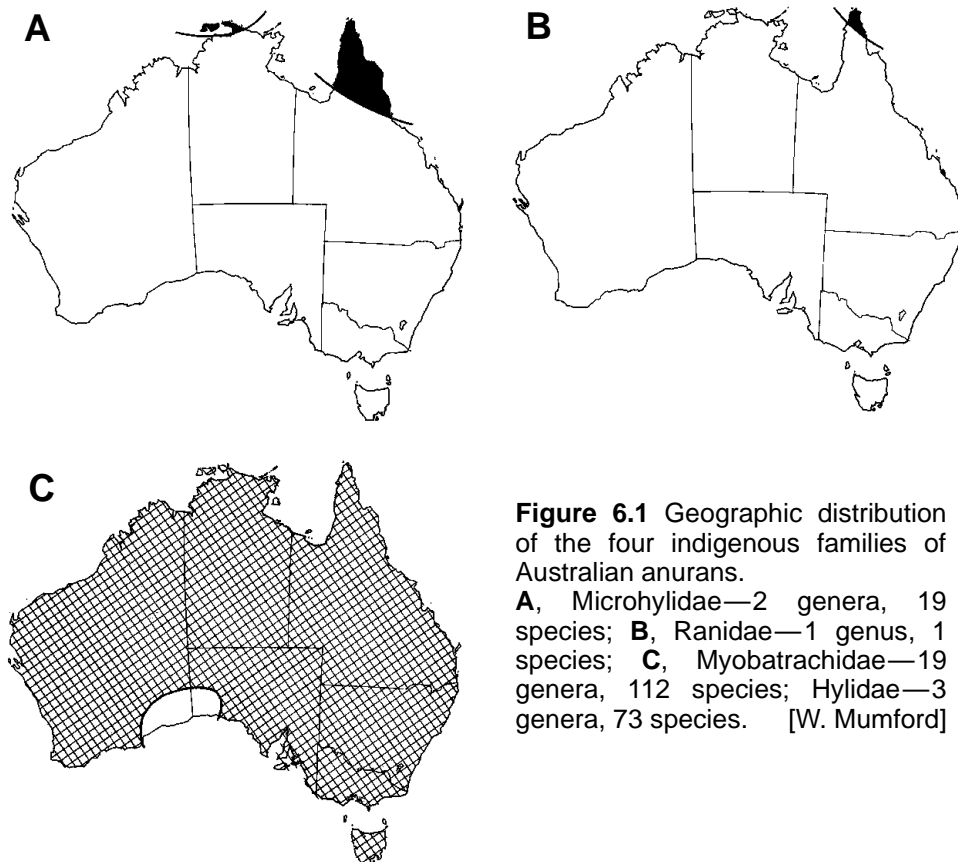 A
B
C
Figure 6.1 Geographic distribution
of the four indigenous families of
Australian anurans.
A, Microhylidae—2 genera, 19
species; B, Ranidae—1 genus, 1
species; C, Myobatrachidae—19
genera, 112 species; Hylidae—3
genera, 73 species. [W. Mumford]